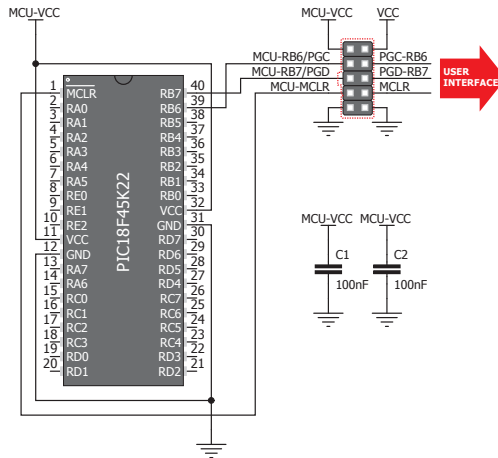 MCU-VCC
MCU-VCC VCC
MCU-RB6/PGC PGC-RB6
MCU-RB7/PGD PGD-RB7
MCU-MCLR MCLR
USER
INTERFACE
PIC18F45K22
1 MCLR RB7 40
2 RA0 RB6 39
3 RA1 RB5 38
4 RA2 RB4 37
5 RA3 RB3 36
6 RA4 RB2 35
7 RA5 RB1 34
8 RE0 RB0 33
9 RE1 VCC 32
10 RE2 GND 31
11 VCC RD7 30
12 GND RD6 29
13 RA7 RD5 28
14 RA6 RD4 27
15 RC0 RC7 26
16 RC1 RC6 25
17 RC2 RC5 24
18 RC3 RC4 23
19 RD0 RD3 22
20 RD1 RD2 21
MCU-VCC MCU-VCC
C1 C2
100nF 100nF